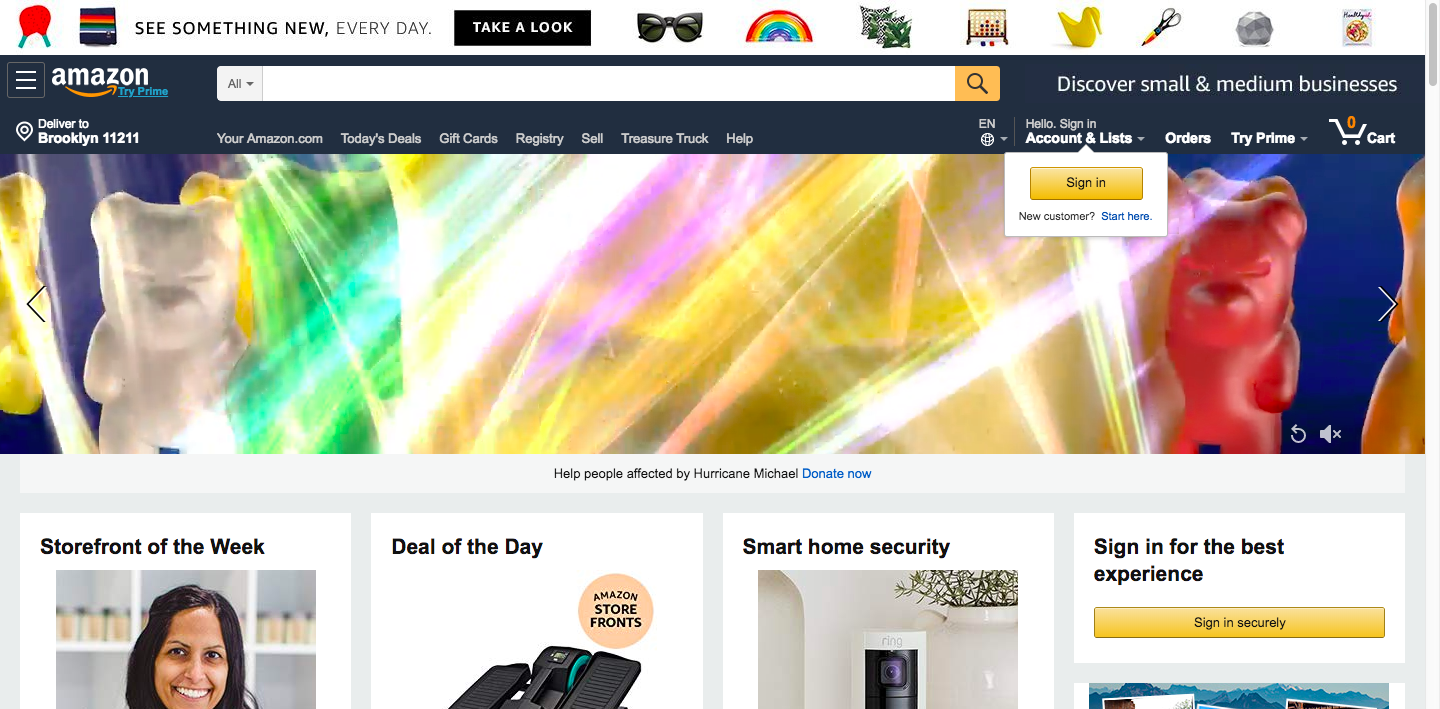 SEE SOMETHING NEW, EVERY DAY.
TAKE A LOOK
amazon
Try Prime
All
Discover small & medium businesses
Deliver to
Brooklyn 11211
Your Amazon.com Today's Deals Gift Cards Registry Sell Treasure Truck Help
EN
Hello. Sign in
Account & Lists
Orders
Try Prime
0
Cart
Sign in
New customer? Start here.
Help people affected by Hurricane Michael Donate now
Storefront of the Week
Deal of the Day
AMAZON
STORE
FRONTS
Smart home security
ring
Sign in for the best
experience
Sign in securely